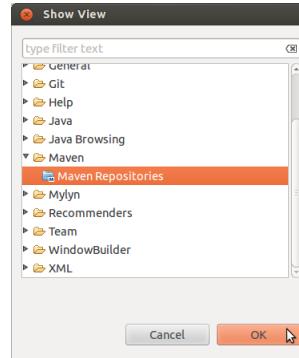 Show View
type filter text
General
Git
Help
Java
Java Browsing
Maven
Maven Repositories
Mylyn
Recommenders
Team
WindowBuilder
XML
Cancel
OK